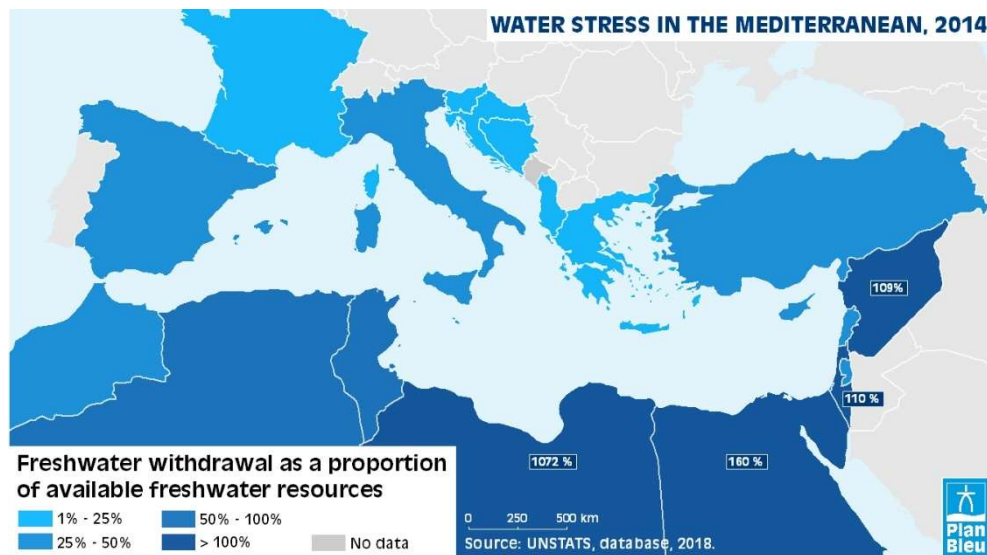 WATER STRESS IN THE MEDITERRANEAN, 2014
109%
110 %
1072 %
160 %
Freshwater withdrawal as a proportion
of available freshwater resources
1% - 25%
50% - 100%
25% - 50%
> 100%
No data
0 250 500 km
Source: UNSTATS, database, 2018.
Plan
Bleu